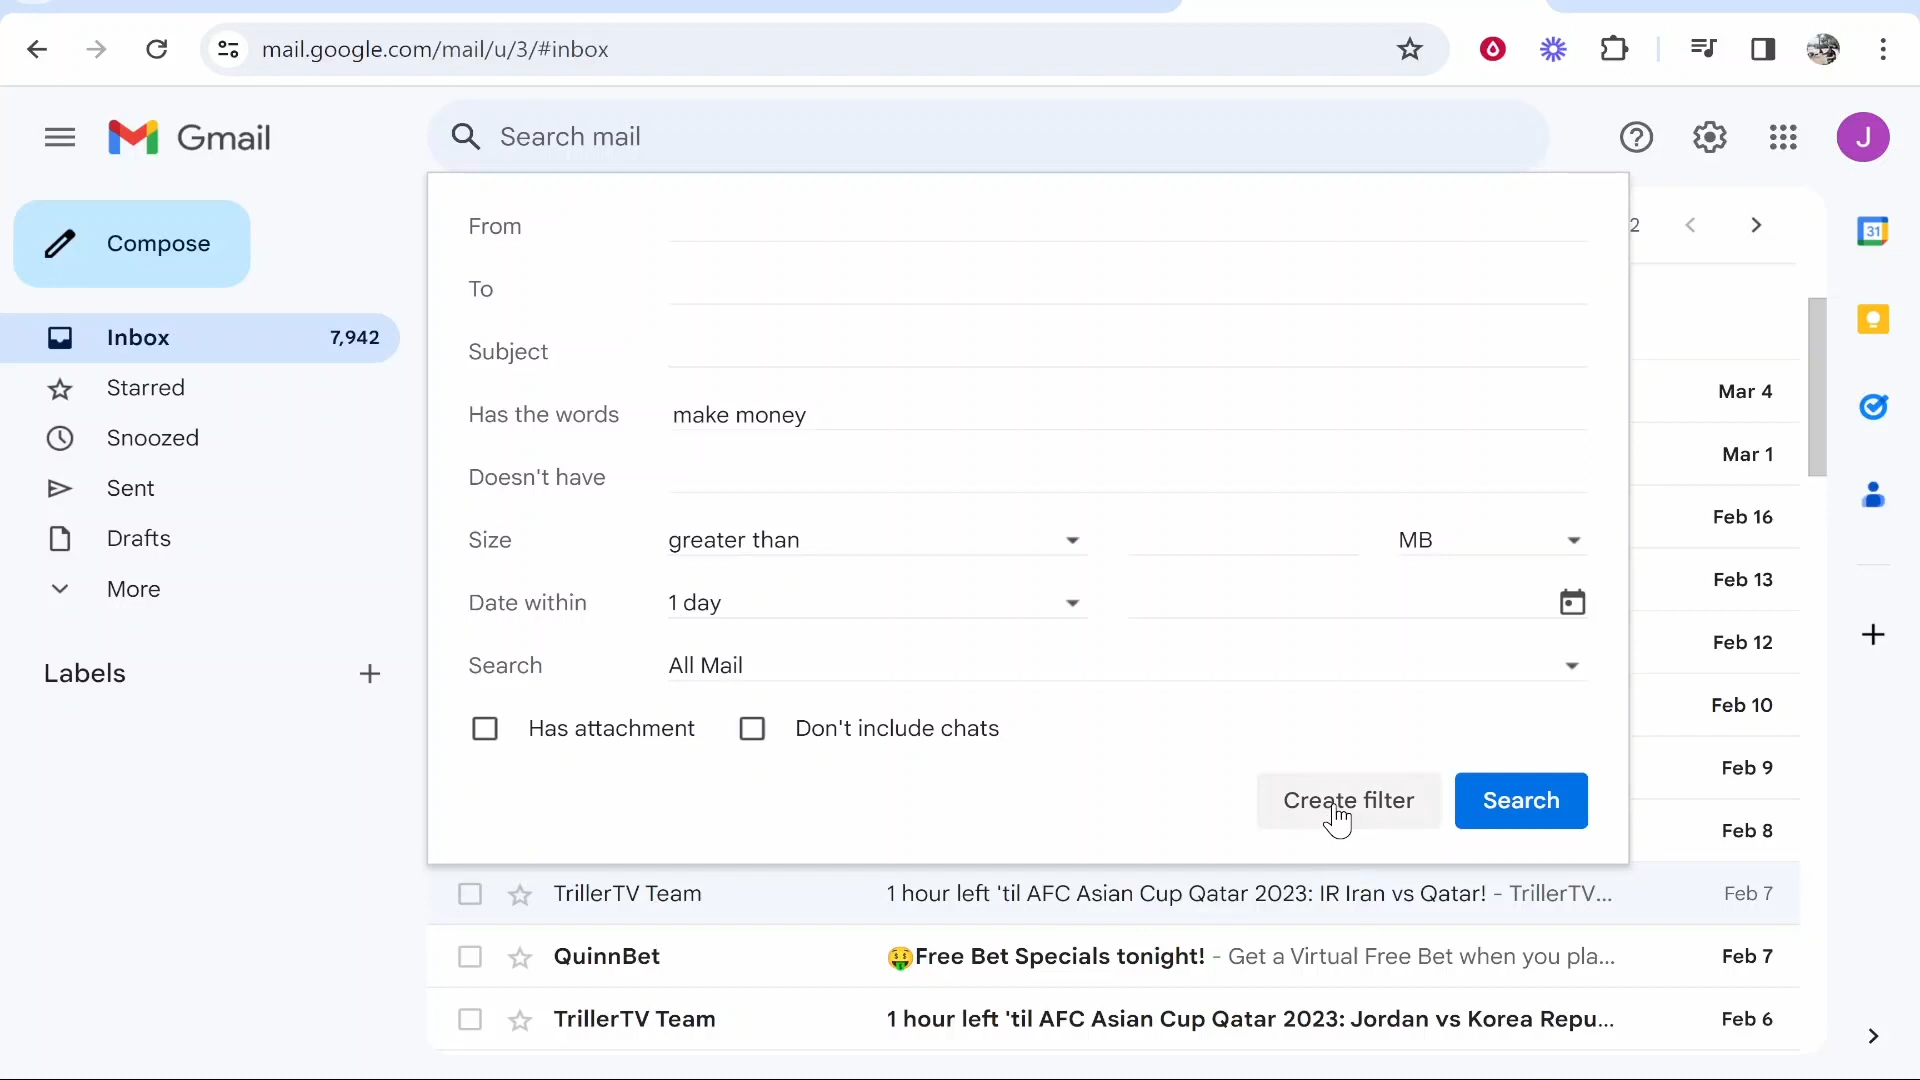 mail.google.com/mail/u/3/#inbox
Gmail
Search mail
J
Compose
Inbox 7,942
Starred
Snoozed
Sent
Drafts
More
Labels
From
To
Subject
Has the words make money
Doesn't have
Size greater than MB
Date within 1 day
Search All Mail
Has attachment Don't include chats
Create filter Search
2
31
Mar 4
Mar 1
Feb 16
Feb 13
Feb 12
Feb 10
Feb 9
Feb 8
TrillerTV Team 1 hour left 'til AFC Asian Cup Qatar 2023: IR Iran vs Qatar! - TrillerTV... Feb 7
QuinnBet 🤑Free Bet Specials tonight! - Get a Virtual Free Bet when you pla... Feb 7
TrillerTV Team 1 hour left 'til AFC Asian Cup Qatar 2023: Jordan vs Korea Repu... Feb 6